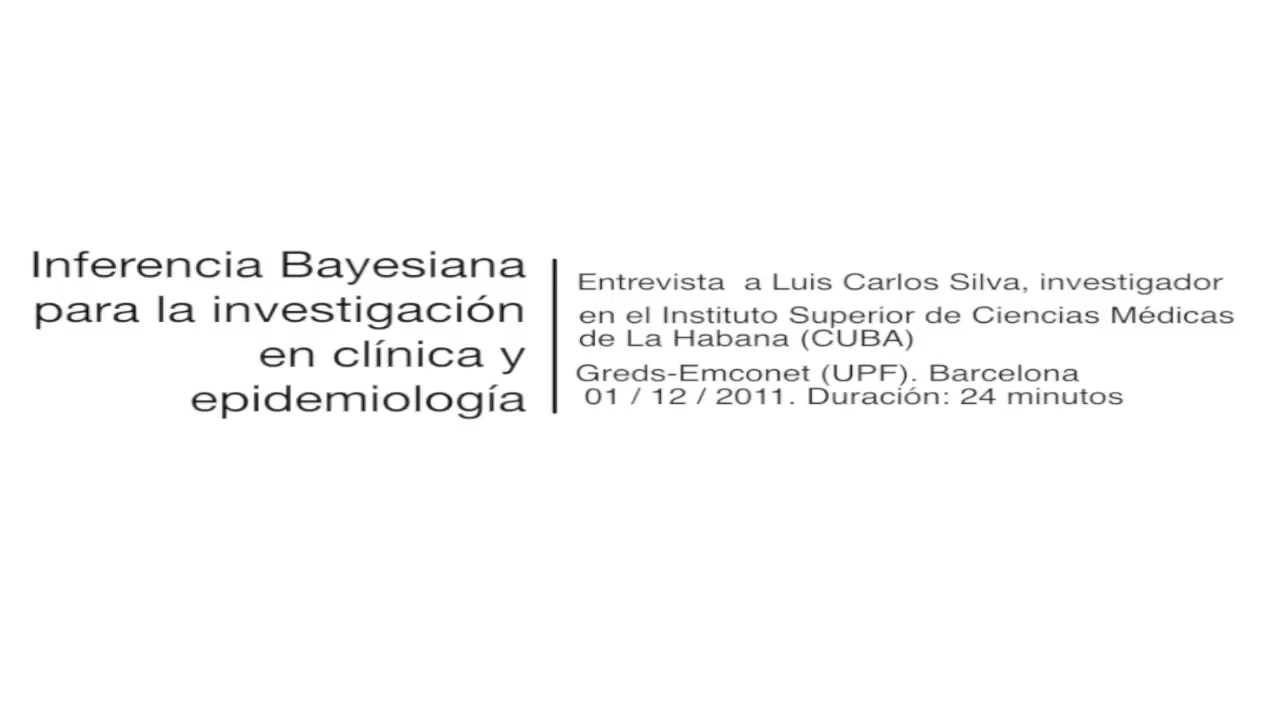 Inferencia Bayesiana
para la investigación
en clínica y
epidemiología
Entrevista a Luis Carlos Silva, investigador
en el Instituto Superior de Ciencias Médicas
de La Habana (CUBA)
Greds-Emconet (UPF). Barcelona
01 / 12 / 2011. Duración: 24 minutos